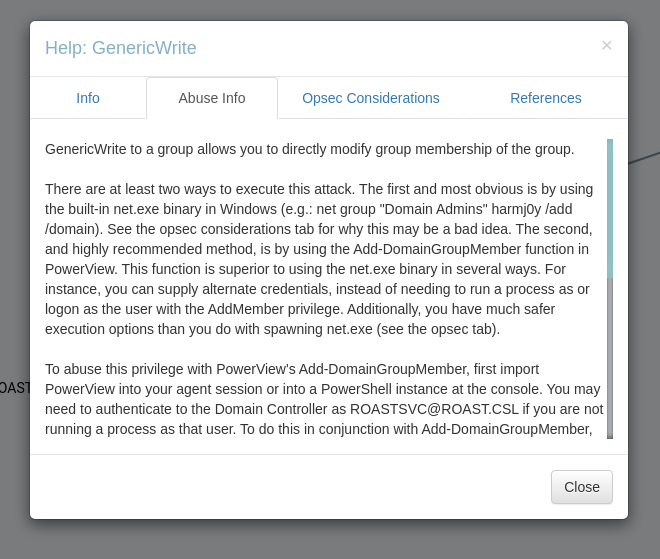 Help: GenericWrite
×
Info
Abuse Info
Opsec Considerations
References
GenericWrite to a group allows you to directly modify group membership of the group.
There are at least two ways to execute this attack. The first and most obvious is by using
the built-in net.exe binary in Windows (e.g.: net group "Domain Admins" harmj0y /add
/domain). See the opsec considerations tab for why this may be a bad idea. The second,
and highly recommended method, is by using the Add-DomainGroupMember function in
PowerView. This function is superior to using the net.exe binary in several ways. For
instance, you can supply alternate credentials, instead of needing to run a process as or
logon as the user with the AddMember privilege. Additionally, you have much safer
execution options than you do with spawning net.exe (see the opsec tab).
To abuse this privilege with PowerView's Add-DomainGroupMember, first import
PowerView into your agent session or into a PowerShell instance at the console. You may
need to authenticate to the Domain Controller as ROASTSVC@ROAST.CSL if you are not
running a process as that user. To do this in conjunction with Add-DomainGroupMember,
OAST
Close